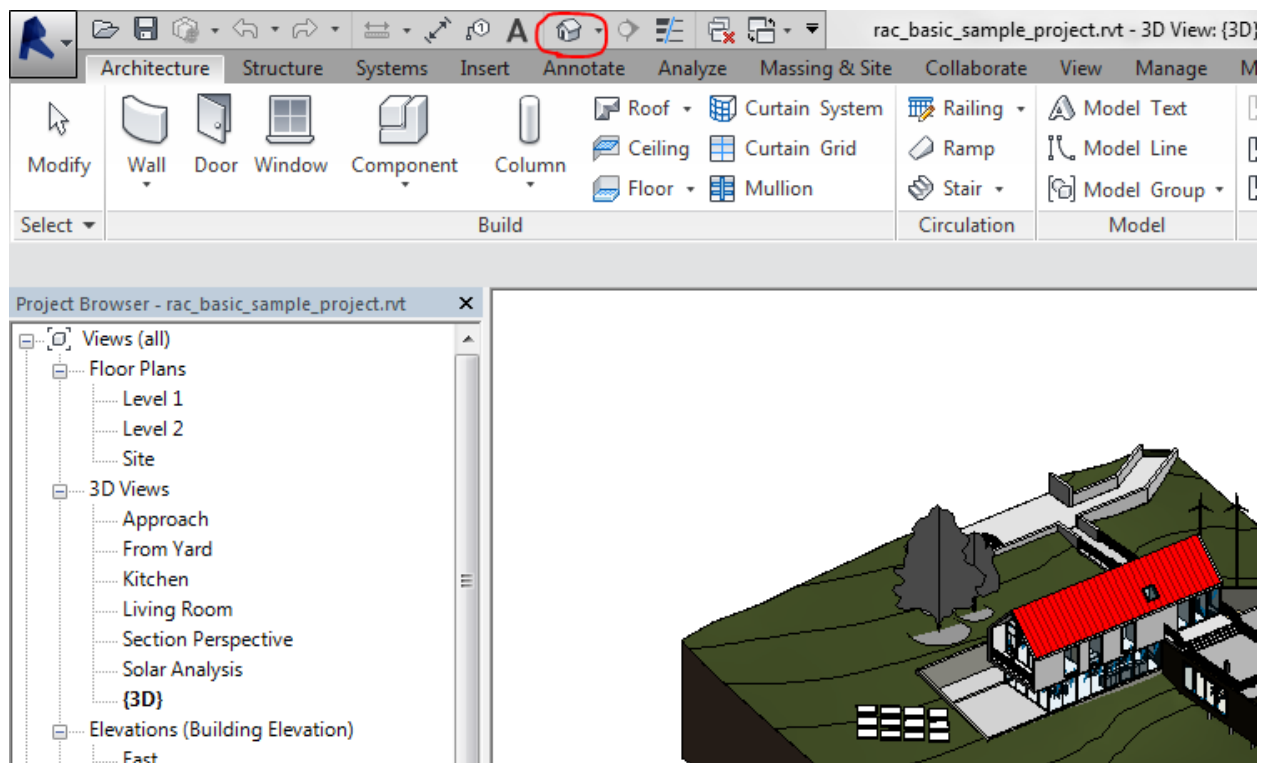 rac_basic_sample_project.rvt - 3D View: {3D}
Architecture Structure Systems Insert Annotate Analyze Massing & Site Collaborate View Manage M
Modify Wall Door Window Component Column
Roof Curtain System Railing Model Text
Ceiling Curtain Grid Ramp Model Line
Floor Mullion Stair Model Group
Select Build Circulation Model
Project Browser - rac_basic_sample_project.rvt
Views (all)
Floor Plans
Level 1
Level 2
Site
3D Views
Approach
From Yard
Kitchen
Living Room
Section Perspective
Solar Analysis
{3D}
Elevations (Building Elevation)
East